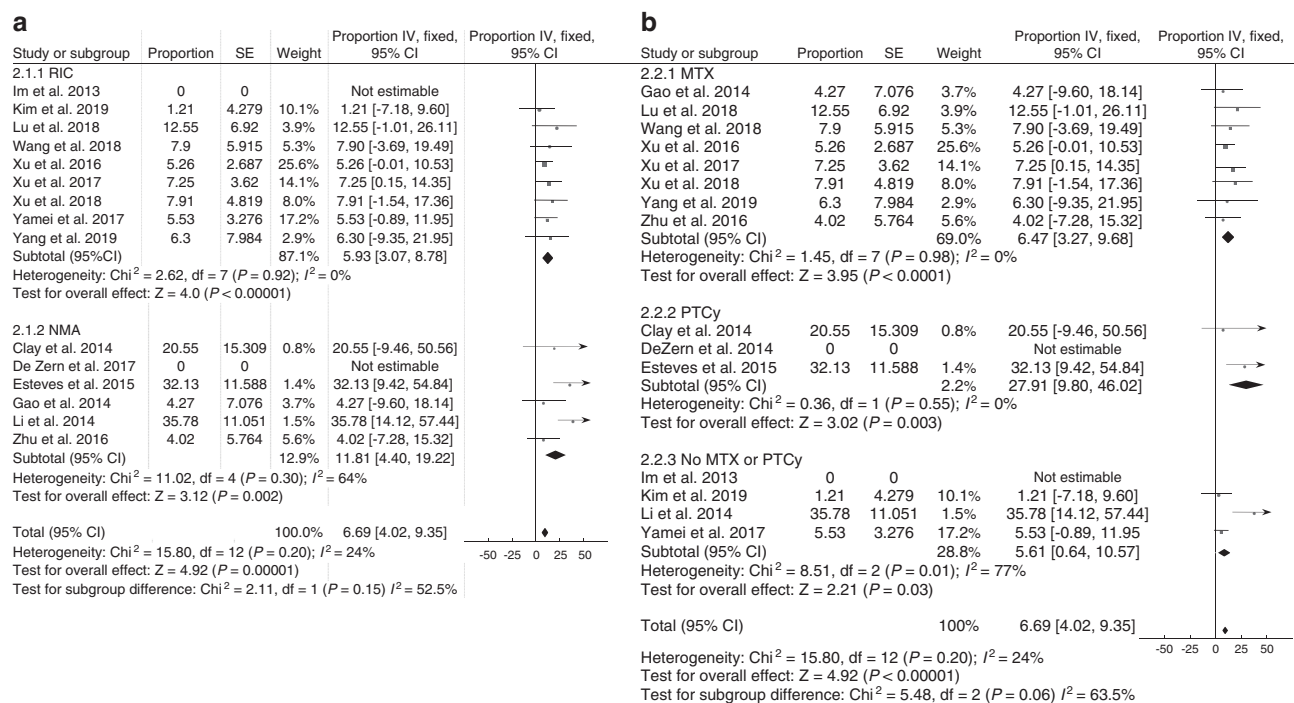 a
Proportion IV, fixed, Proportion IV, fixed,
Study or subgroup Proportion SE Weight 95% CI 95% CI
2.1.1 RIC
Im et al. 2013 0 0 Not estimable
Kim et al. 2019 1.21 4.279 10.1% 1.21 [-7.18, 9.60]
Lu et al. 2018 12.55 6.92 3.9% 12.55 [-1.01, 26.11]
Wang et al. 2018 7.9 5.915 5.3% 7.90 [-3.69, 19.49]
Xu et al. 2016 5.26 2.687 25.6% 5.26 [-0.01, 10.53]
Xu et al. 2017 7.25 3.62 14.1% 7.25 [0.15, 14.35]
Xu et al. 2018 7.91 4.819 8.0% 7.91 [-1.54, 17.36]
Yamei et al. 2017 5.53 3.276 17.2% 5.53 [-0.89, 11.95]
Yang et al. 2019 6.3 7.984 2.9% 6.30 [-9.35, 21.95]
Subtotal (95%CI) 87.1% 5.93 [3.07, 8.78]
Heterogeneity: Chi² = 2.62, df = 7 (P = 0.92); I² = 0%
Test for overall effect: Z = 4.0 (P < 0.00001)
2.1.2 NMA
Clay et al. 2014 20.55 15.309 0.8% 20.55 [-9.46, 50.56]
De Zern et al. 2017 0 0 Not estimable
Esteves et al. 2015 32.13 11.588 1.4% 32.13 [9.42, 54.84]
Gao et al. 2014 4.27 7.076 3.7% 4.27 [-9.60, 18.14]
Li et al. 2014 35.78 11.051 1.5% 35.78 [14.12, 57.44]
Zhu et al. 2016 4.02 5.764 5.6% 4.02 [-7.28, 15.32]
Subtotal (95% CI) 12.9% 11.81 [4.40, 19.22]
Heterogeneity: Chi² = 11.02, df = 4 (P = 0.30); I² = 64%
Test for overall effect: Z = 3.12 (P = 0.002)
Total (95% CI) 100.0% 6.69 [4.02, 9.35]
Heterogeneity: Chi² = 15.80, df = 12 (P = 0.20); I² = 24%
Test for overall effect: Z = 4.92 (P = 0.00001)
Test for subgroup difference: Chi² = 2.11, df = 1 (P = 0.15) I² = 52.5%
-50 -25 0 25 50
b
Proportion IV, fixed, Proportion IV, fixed,
Study or subgroup Proportion SE Weight 95% CI 95% CI
2.2.1 MTX
Gao et al. 2014 4.27 7.076 3.7% 4.27 [-9.60, 18.14]
Lu et al. 2018 12.55 6.92 3.9% 12.55 [-1.01, 26.11]
Wang et al. 2018 7.9 5.915 5.3% 7.90 [-3.69, 19.49]
Xu et al. 2016 5.26 2.687 25.6% 5.26 [-0.01, 10.53]
Xu et al. 2017 7.25 3.62 14.1% 7.25 [0.15, 14.35]
Xu et al. 2018 7.91 4.819 8.0% 7.91 [-1.54, 17.36]
Yang et al. 2019 6.3 7.984 2.9% 6.30 [-9.35, 21.95]
Zhu et al. 2016 4.02 5.764 5.6% 4.02 [-7.28, 15.32]
Subtotal (95% CI) 69.0% 6.47 [3.27, 9.68]
Heterogeneity: Chi² = 1.45, df = 7 (P = 0.98); I² = 0%
Test for overall effect: Z = 3.95 (P < 0.0001)
2.2.2 PTCy
Clay et al. 2014 20.55 15.309 0.8% 20.55 [-9.46, 50.56]
DeZern et al. 2014 0 0 Not estimable
Esteves et al. 2015 32.13 11.588 1.4% 32.13 [9.42, 54.84]
Subtotal (95% CI) 2.2% 27.91 [9.80, 46.02]
Heterogeneity: Chi² = 0.36, df = 1 (P = 0.55); I² = 0%
Test for overall effect: Z = 3.02 (P = 0.003)
2.2.3 No MTX or PTCy
Im et al. 2013 0 0 Not estimable
Kim et al. 2019 1.21 4.279 10.1% 1.21 [-7.18, 9.60]
Li et al. 2014 35.78 11.051 1.5% 35.78 [14.12, 57.44]
Yamei et al. 2017 5.53 3.276 17.2% 5.53 [-0.89, 11.95
Subtotal (95% CI) 28.8% 5.61 [0.64, 10.57]
Heterogeneity: Chi² = 8.51, df = 2 (P = 0.01); I² = 77%
Test for overall effect: Z = 2.21 (P = 0.03)
Total (95% CI) 100% 6.69 [4.02, 9.35]
-50 -25 0 25 50
Heterogeneity: Chi² = 15.80, df = 12 (P = 0.20); I² = 24%
Test for overall effect: Z = 4.92 (P < 0.00001)
Test for subgroup difference: Chi² = 5.48, df = 2 (P = 0.06) I² = 63.5%